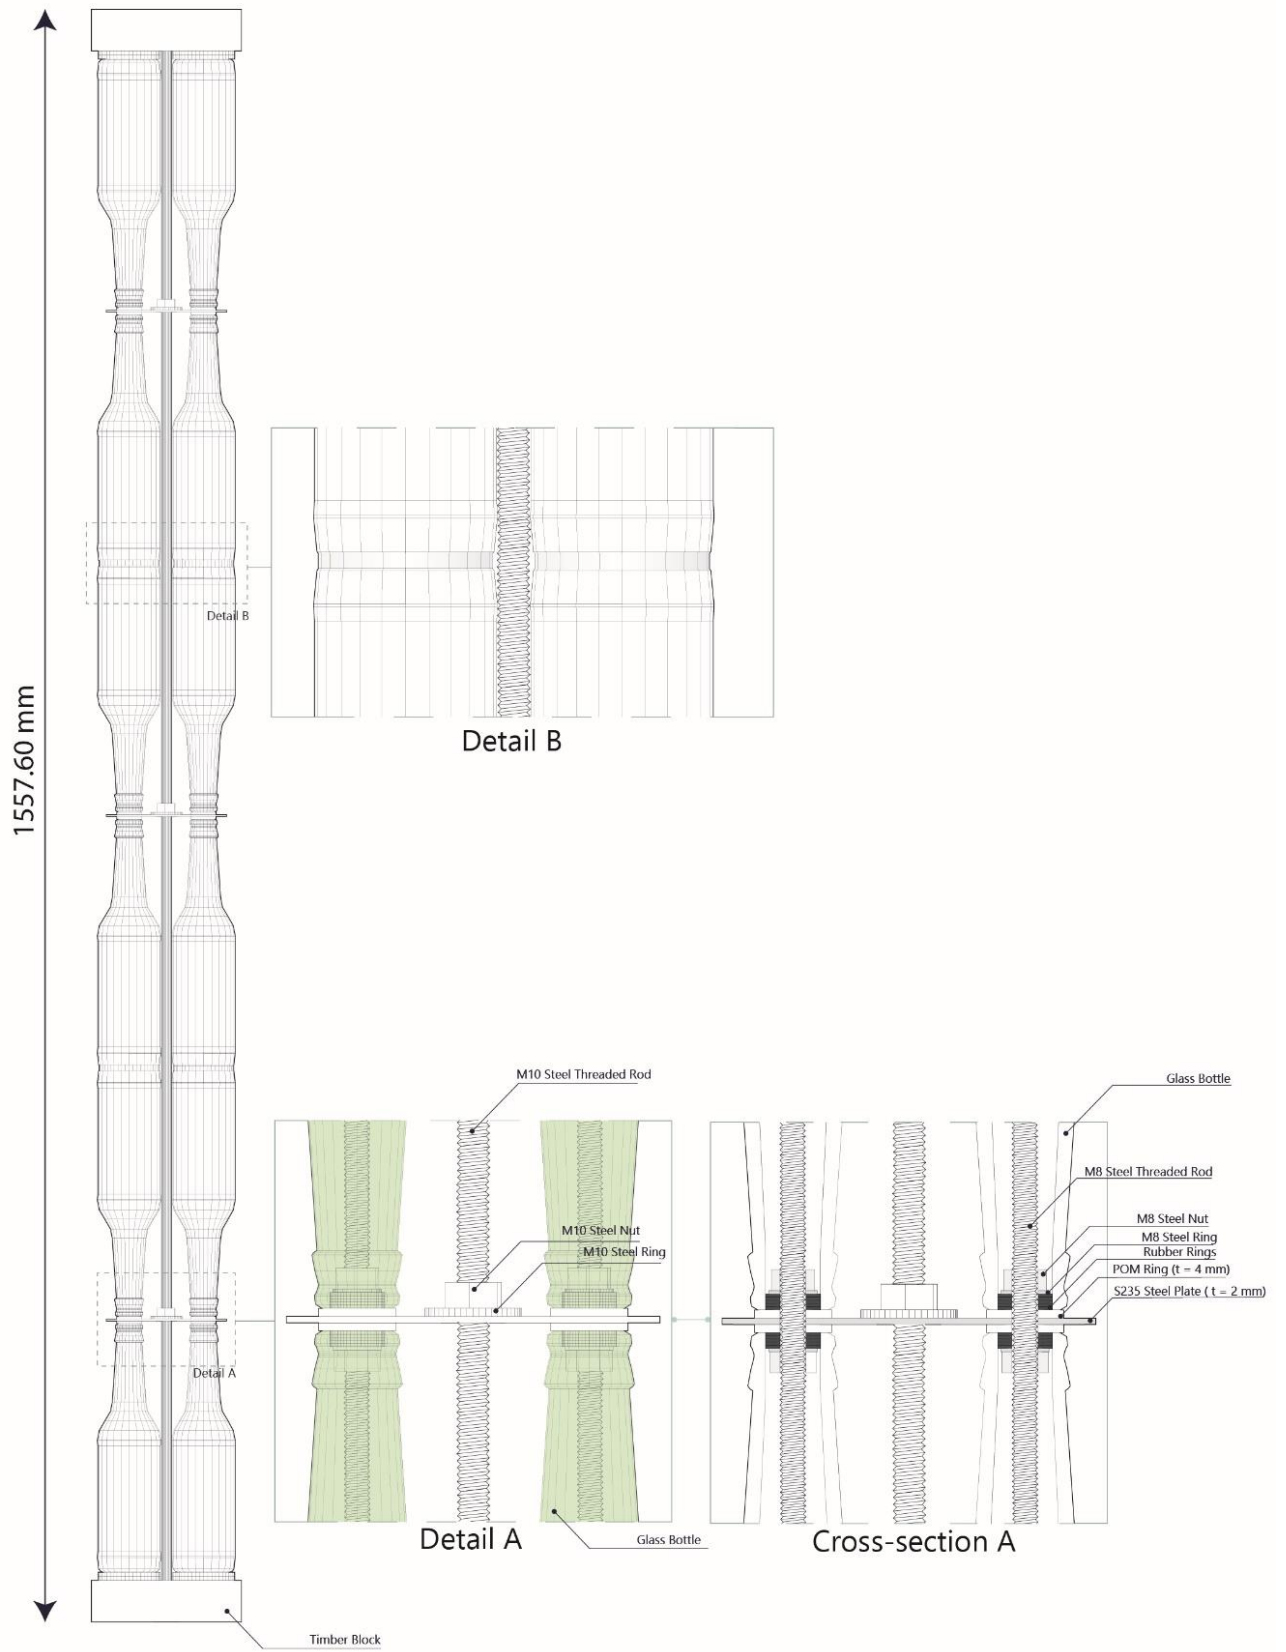 1557.60 mm
Detail B
Detail B
Detail A
M10 Steel Threaded Rod
M10 Steel Nut
M10 Steel Ring
Glass Bottle
Detail A
Glass Bottle
M8 Steel Threaded Rod
M8 Steel Nut
M8 Steel Ring
Rubber Rings
POM Ring (t = 4 mm)
S235 Steel Plate ( t = 2 mm)
Cross-section A
Timber Block